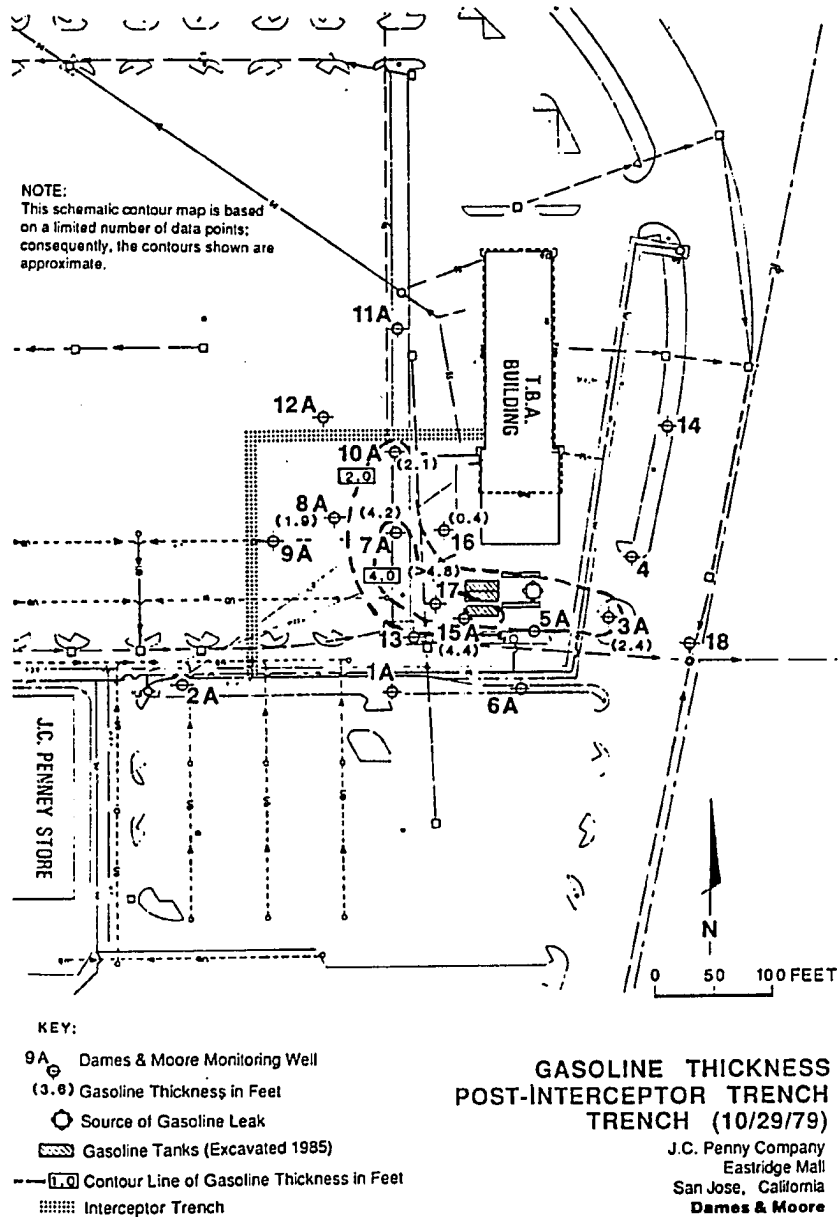 NOTE:
This schematic contour map is based
on a limited number of data points;
consequently, the contours shown are
approximate.
11A
T.B.A.
BUILDING
12A
14
10A
(2.1)
2.0
8A
(1.9)
(4.2)
(0.4)
7A
16
9A
4
4.0
(>4.8)
17
3A
(2.4)
5A
13
15A
(4.4)
18
2A
1A
6A
J.C. PENNEY STORE
N
0 50 100 FEET
KEY:
9A Dames & Moore Monitoring Well
(3.6) Gasoline Thickness in Feet
Source of Gasoline Leak
Gasoline Tanks (Excavated 1985)
1.0 Contour Line of Gasoline Thickness in Feet
Interceptor Trench
GASOLINE THICKNESS
POST-INTERCEPTOR TRENCH
TRENCH (10/29/79)
J.C. Penny Company
Eastridge Mall
San Jose, California
Dames & Moore